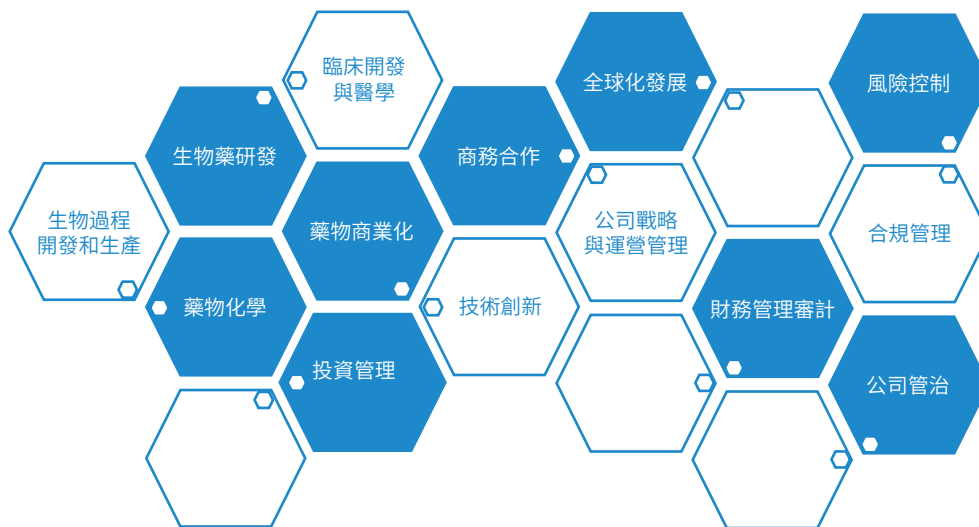 臨床開發
與醫學
全球化發展
風險控制
生物藥研發
商務合作
生物過程
開發和生產
藥物商業化
公司戰略
與運營管理
合規管理
藥物化學
技術創新
財務管理審計
投資管理
公司管治